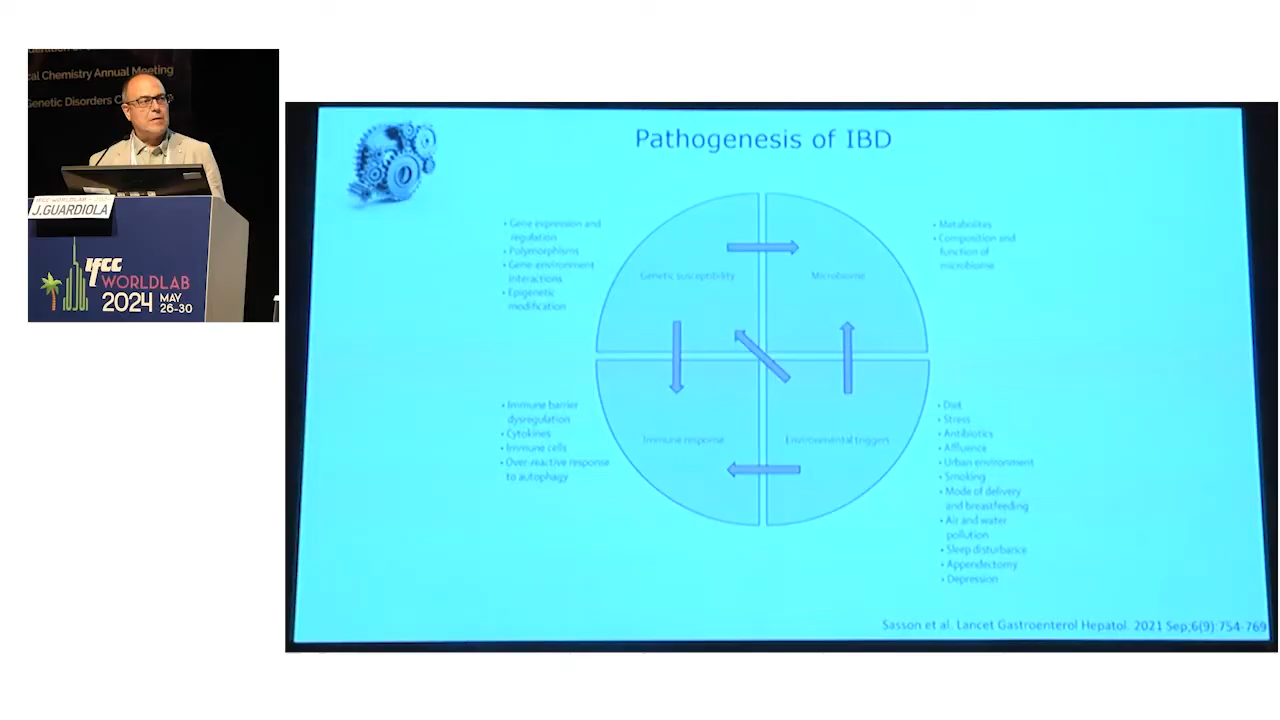 cal Chemistry Annual Meeting
Genetic Disorders
IFCC WORLDLAB
J.GUARDIOLA
IFCC
WORLDLAB
2024 MAY
26-30
Pathogenesis of IBD
• Gene expression and
regulation
• Polymorphisms
• Gene-environment
interactions
• Epigenetic
modification
Genetic susceptibility
Microbiome
• Metabolites
• Composition and
function of
microbiome
• Immune barrier
dysregulation
• Cytokines
• Immune cells
• Over-reactive response
to autophagy
Immune response
Environmental triggers
• Diet
• Stress
• Antibiotics
• Affluence
• Urban environment
• Smoking
• Mode of delivery
and breastfeeding
• Air and water
pollution
• Sleep disturbance
• Appendectomy
• Depression
Sasson et al. Lancet Gastroenterol Hepatol. 2021 Sep;6(9):754-769